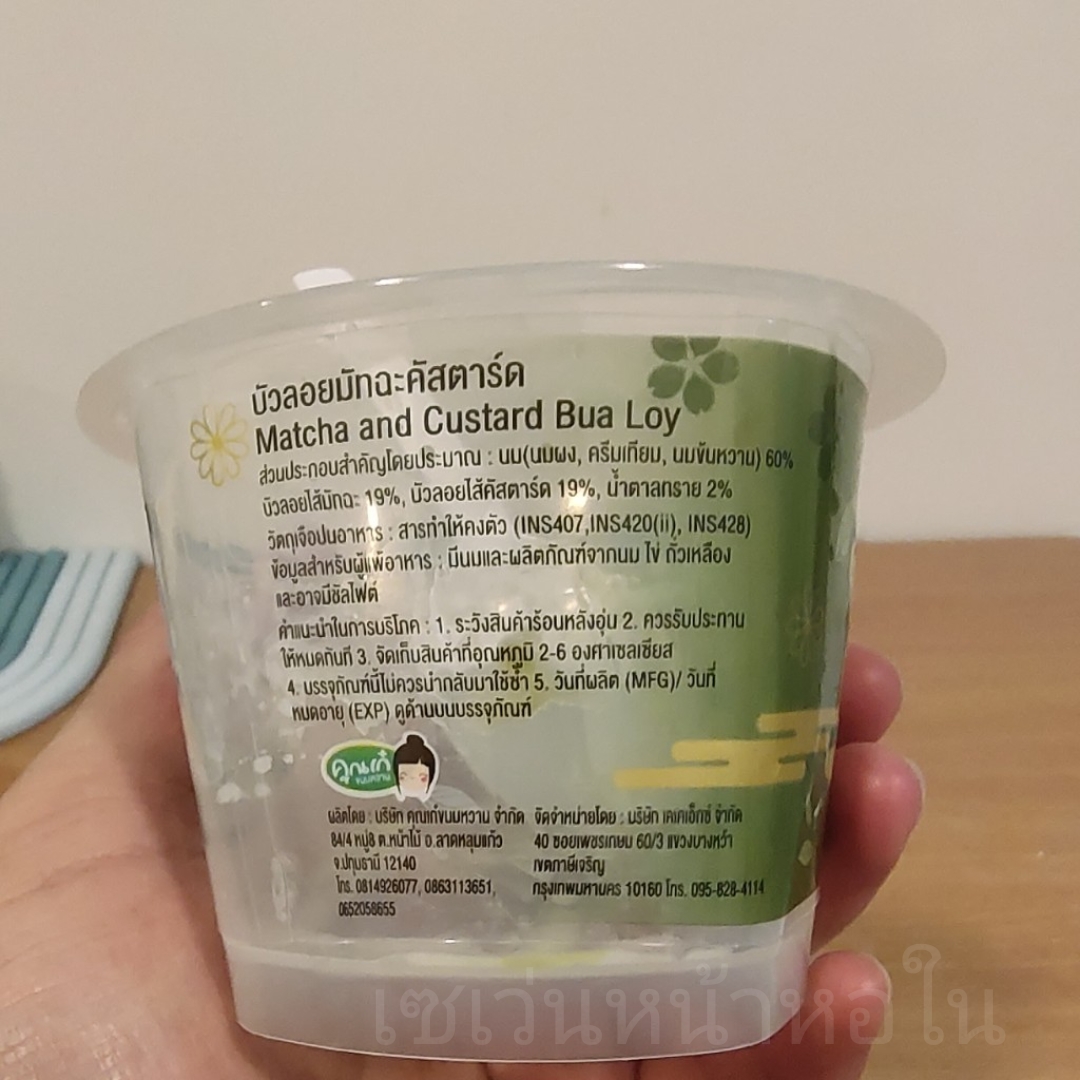 บัวลอยมัทฉะคัสตาร์ด
Matcha and Custard Bua Loy
ส่วนประกอบสำคัญโดยประมาณ : นม(นมผง, ครีมเทียม, นมข้นหวาน) 60%
บัวลอยไส้มัทฉะ 19%, บัวลอยไส้คัสตาร์ด 19%, น้ำตาลทราย 2%
วัตถุเจือปนอาหาร : สารทำให้คงตัว (INS407,INS420(ii), INS428)
ข้อมูลสำหรับผู้แพ้อาหาร : มีนมและผลิตภัณฑ์จากนม ไข่ ถั่วเหลือง
และอาจมีซัลไฟต์
คำแนะนำในการบริโภค : 1. ระวังสินค้าร้อนหลังอุ่น 2. ควรรับประทาน
ให้หมดทันที 3. จัดเก็บสินค้าที่อุณหภูมิ 2-6 องศาเซลเซียส
4. บรรจุภัณฑ์นี้ไม่ควรนำกลับมาใช้ซ้ำ 5. วันที่ผลิต (MFG)/ วันที่
หมดอายุ (EXP) ดูด้านบนบรรจุภัณฑ์
คุณเก๋
ขนมหวาน
ผลิตโดย : บริษัท คุณเก๋ขนมหวาน จำกัด
84/4 หมู่8 ต.หน้าไม้ อ.ลาดหลุมแก้ว
จ.ปทุมธานี 12140
โทร. 0814926077, 0863113651,
0652058655
จัดจำหน่ายโดย : บริษัท เคเคเอ็กซ์ จำกัด
40 ซอยเพชรเกษม 60/3 แขวงบางหว้า
เขตภาษีเจริญ
กรุงเทพมหานคร 10160 โทร. 095-828-4114
เซเว่นหน้าหอใน